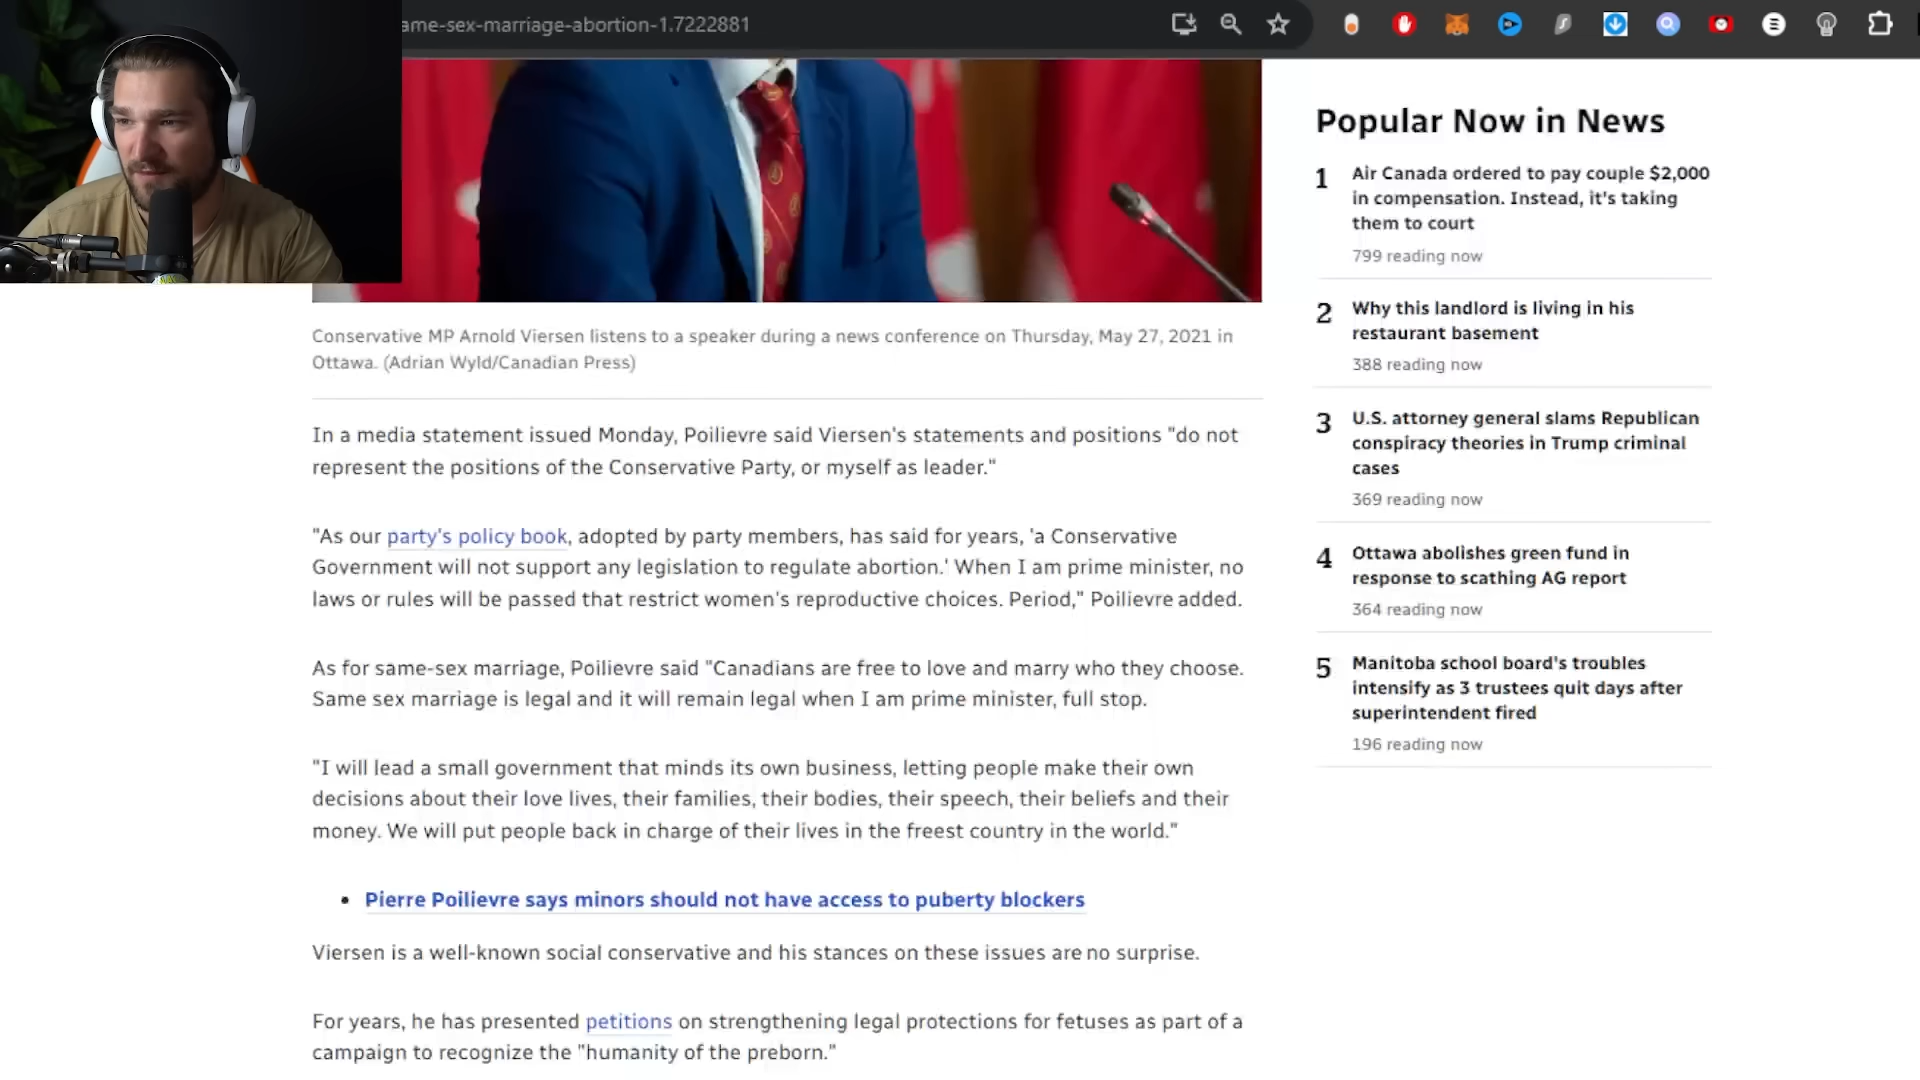 ame-sex-marriage-abortion-1.7222881
Conservative MP Arnold Viersen listens to a speaker during a news conference on Thursday, May 27, 2021 in
Ottawa. (Adrian Wyld/Canadian Press)
In a media statement issued Monday, Poilievre said Viersen's statements and positions "do not
represent the positions of the Conservative Party, or myself as leader."
"As our party's policy book, adopted by party members, has said for years, 'a Conservative
Government will not support any legislation to regulate abortion.' When I am prime minister, no
laws or rules will be passed that restrict women's reproductive choices. Period," Poilievre added.
As for same-sex marriage, Poilievre said "Canadians are free to love and marry who they choose.
Same sex marriage is legal and it will remain legal when I am prime minister, full stop.
"I will lead a small government that minds its own business, letting people make their own
decisions about their love lives, their families, their bodies, their speech, their beliefs and their
money. We will put people back in charge of their lives in the freest country in the world."
• Pierre Poilievre says minors should not have access to puberty blockers
Viersen is a well-known social conservative and his stances on these issues are no surprise.
For years, he has presented petitions on strengthening legal protections for fetuses as part of a
campaign to recognize the "humanity of the preborn."
Popular Now in News
1 Air Canada ordered to pay couple $2,000
in compensation. Instead, it's taking
them to court
799 reading now
2 Why this landlord is living in his
restaurant basement
388 reading now
3 U.S. attorney general slams Republican
conspiracy theories in Trump criminal
cases
369 reading now
4 Ottawa abolishes green fund in
response to scathing AG report
364 reading now
5 Manitoba school board's troubles
intensify as 3 trustees quit days after
superintendent fired
196 reading now